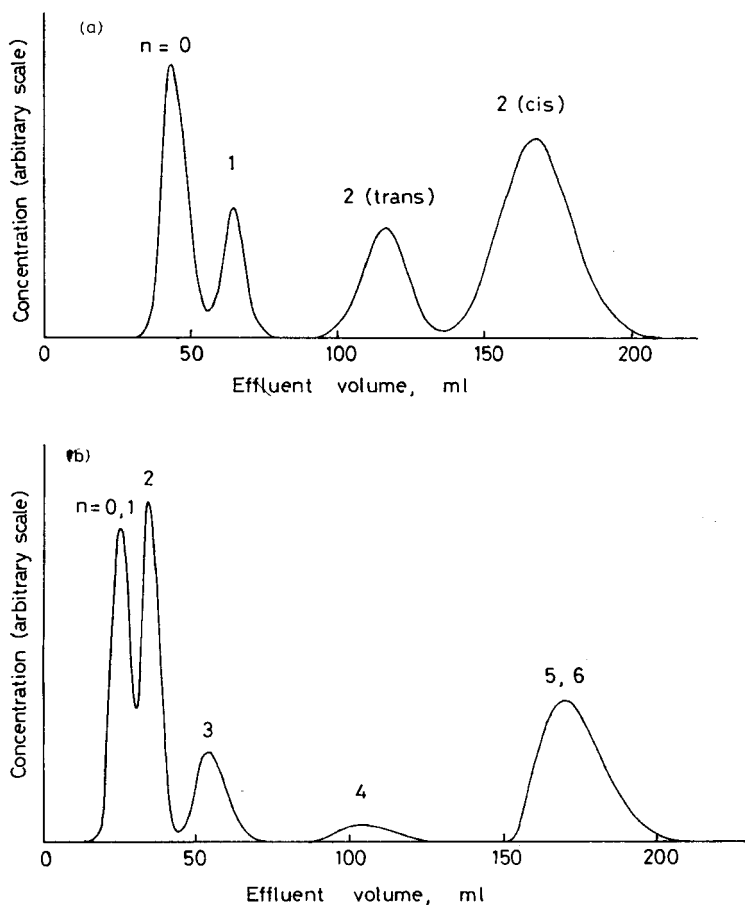 (a)
n = 0
1
2 (trans)
2 (cis)
Concentration (arbitrary scale)
0
50
100
150
200
Effluent volume, ml
(b)
n=0,1
2
3
4
5, 6
Concentration (arbitrary scale)
0
50
100
150
200
Effluent volume, ml